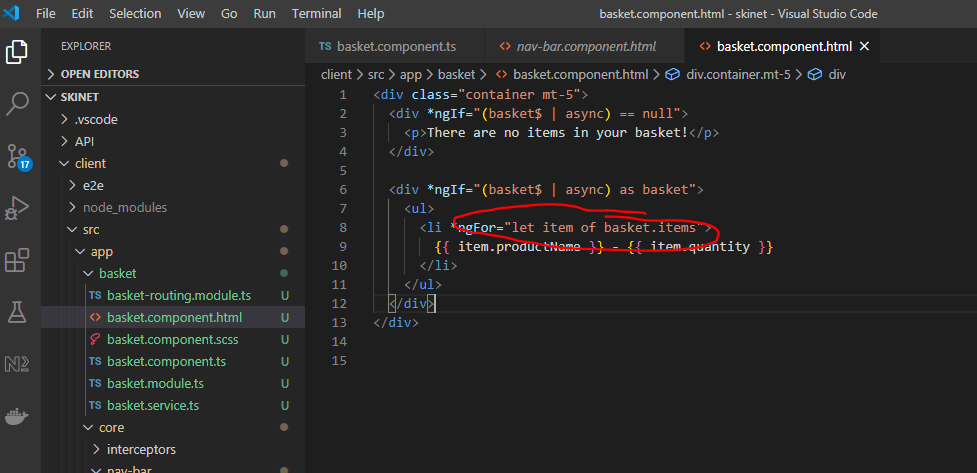 File Edit Selection View Go Run Terminal Help basket.component.html - skinet - Visual Studio Code
EXPLORER
TS basket.component.ts <> nav-bar.component.html <> basket.component.html ×
OPEN EDITORS
client > src > app > basket > <> basket.component.html > div.container.mt-5 > div
SKINET
.vscode
API
client
e2e
node_modules
src
app
basket
TS basket-routing.module.ts U
<> basket.component.html U
basket.component.scss U
TS basket.component.ts U
TS basket.module.ts U
TS basket.service.ts U
core
interceptors
nav-bar
17
1 <div class="container mt-5">
2 <div *ngIf="(basket$ | async) == null">
3 <p>There are no items in your basket!</p>
4 </div>
5
6 <div *ngIf="(basket$ | async) as basket">
7 <ul>
8 <li *ngFor="let item of basket.items">
9 {{ item.productName }} - {{ item.quantity }}
10 </li>
11 </ul>
12 </div>
13 </div>
14
15